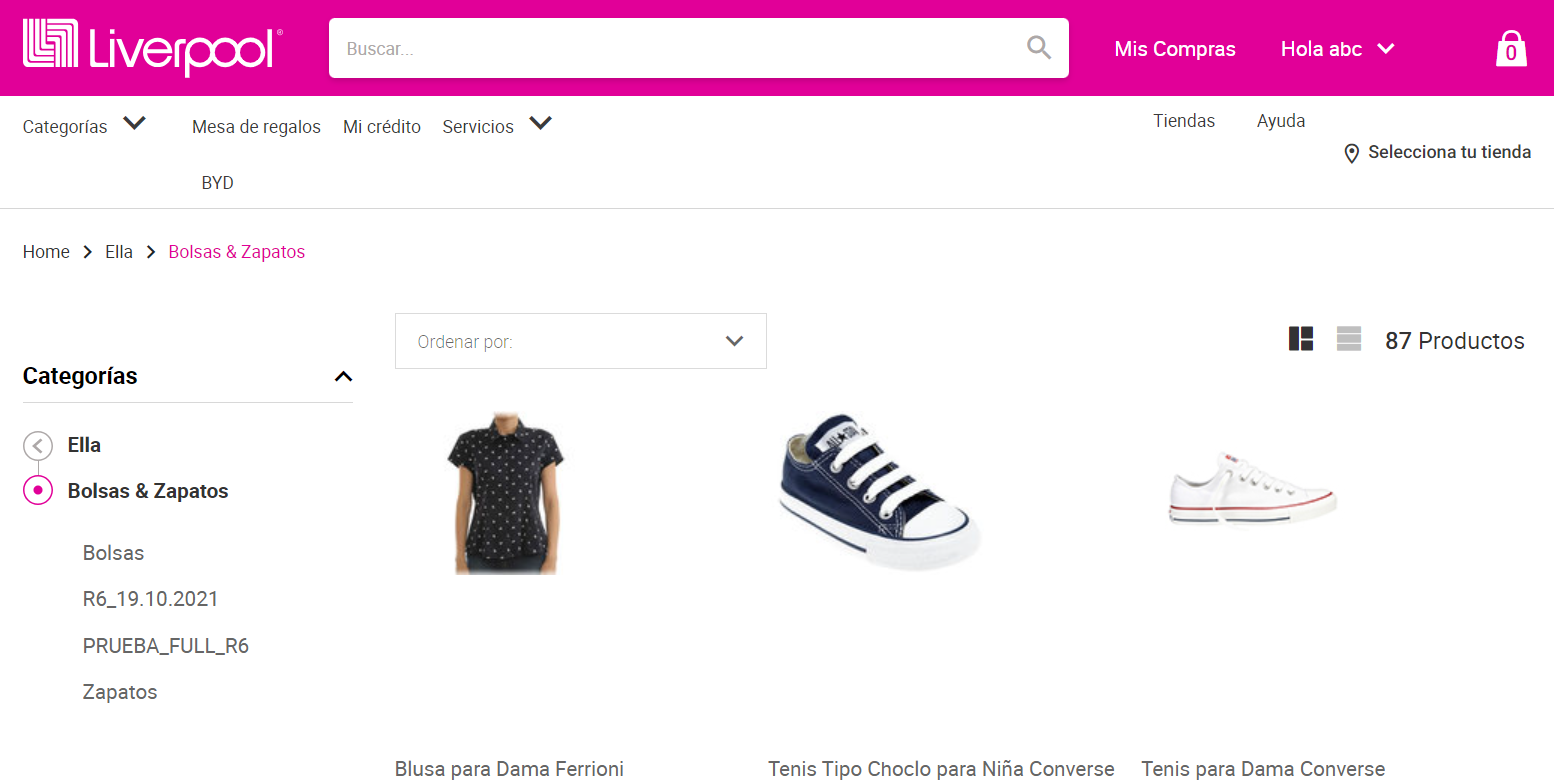 Liverpool®
Buscar...
Mis Compras
Hola abc
0
Categorías
Mesa de regalos
Mi crédito
Servicios
BYD
Tiendas
Ayuda
Selecciona tu tienda
Home
Ella
Bolsas & Zapatos
Ordenar por:
87 Productos
Categorías
Ella
Bolsas & Zapatos
Bolsas
R6_19.10.2021
PRUEBA_FULL_R6
Zapatos
ALL STAR
Blusa para Dama Ferrioni
Tenis Tipo Choclo para Niña Converse
Tenis para Dama Converse